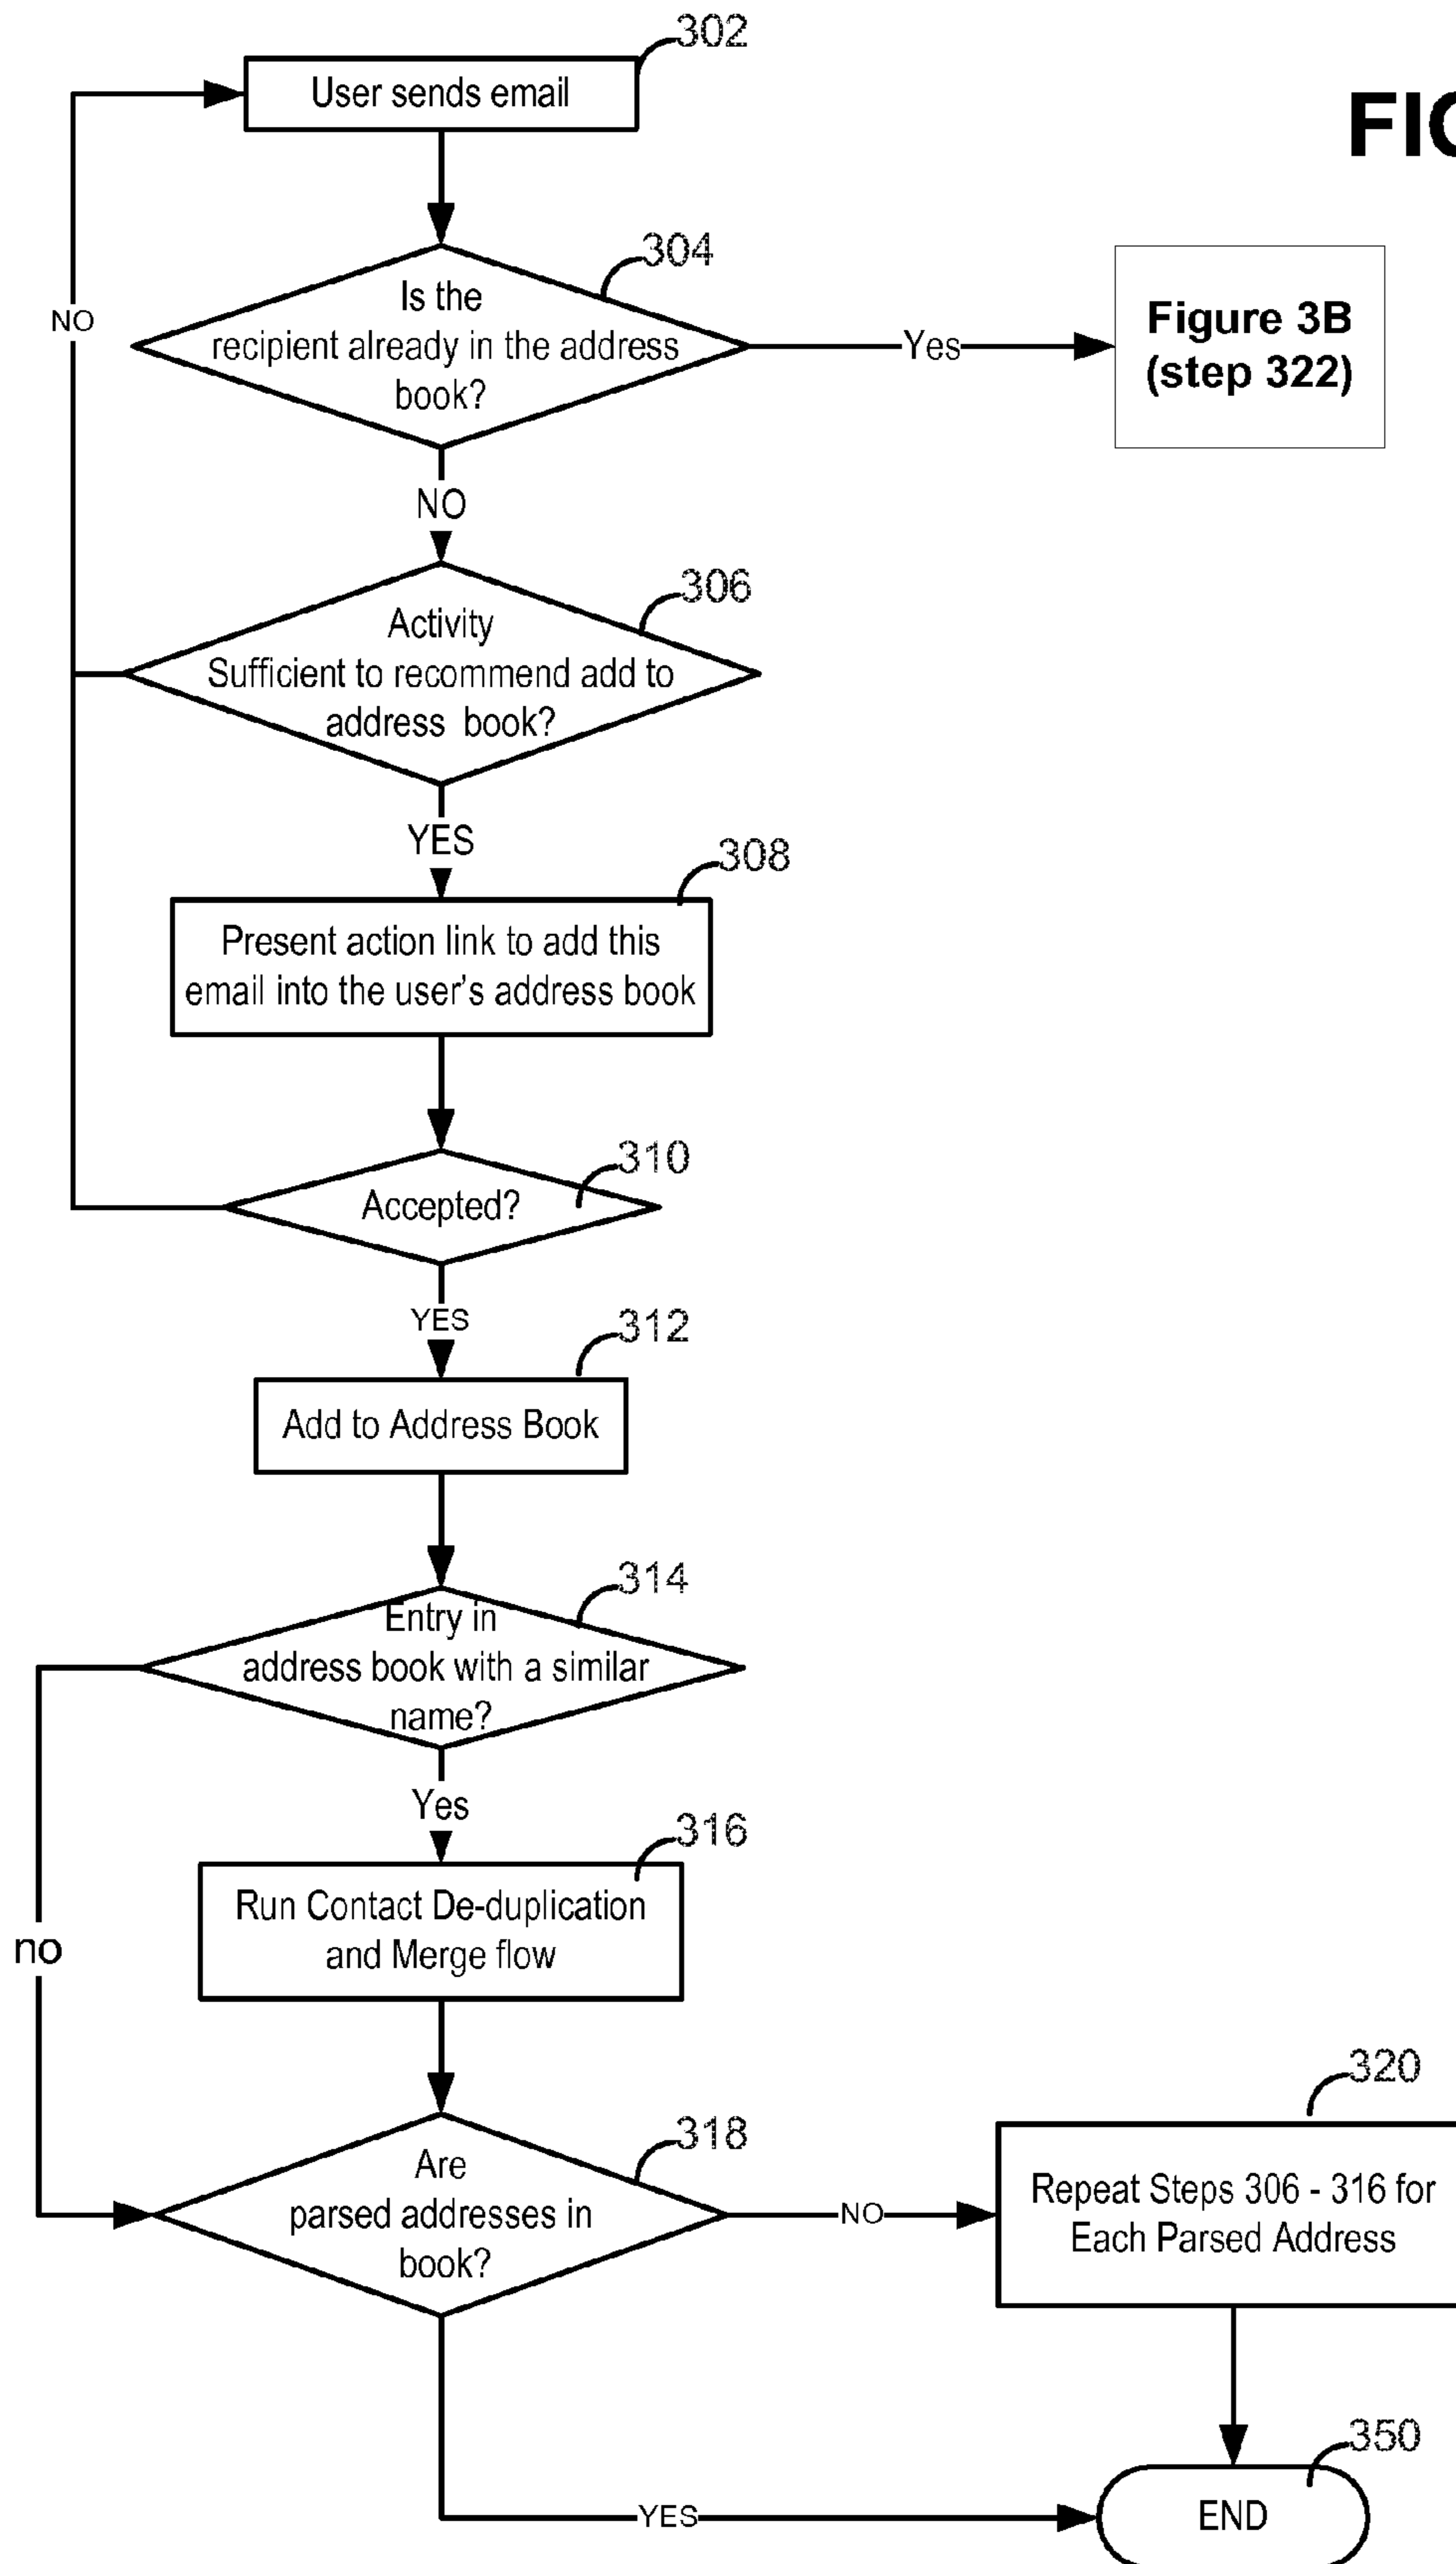 302
User sends email
FIG
304
Is the
recipient already in the address
book?
Yes
Figure 3B
(step 322)
NO
NO
306
Activity
Sufficient to recommend add to
address book?
YES
308
Present action link to add this
email into the user's address book
310
Accepted?
YES
312
Add to Address Book
314
Entry in
address book with a similar
name?
Yes
316
Run Contact De-duplication
and Merge flow
no
318
Are
parsed addresses in
book?
NO
320
Repeat Steps 306 - 316 for
Each Parsed Address
YES
350
END